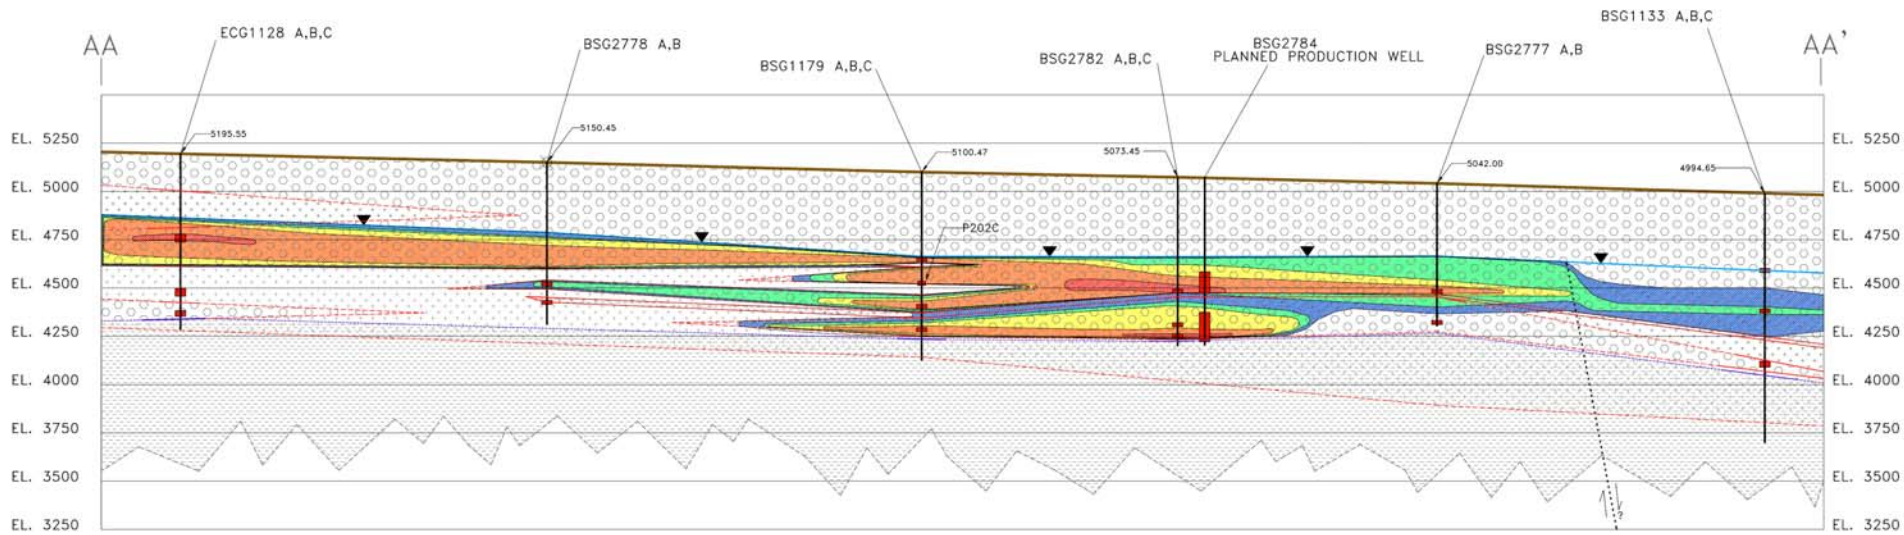 AA
ECG1128 A,B,C
BSG2778 A,B
BSG1179 A,B,C
BSG2782 A,B,C
BSG2784
PLANNED PRODUCTION WELL
BSG2777 A,B
BSG1133 A,B,C
AA'
EL. 5250
5195.55
5150.45
5100.47
5073.45
5042.00
4994.65
EL. 5250
EL. 5000
EL. 5000
EL. 4750
P202C
EL. 4750
EL. 4500
EL. 4500
EL. 4250
EL. 4250
EL. 4000
EL. 4000
EL. 3750
EL. 3750
EL. 3500
EL. 3500
?
EL. 3250
EL. 3250